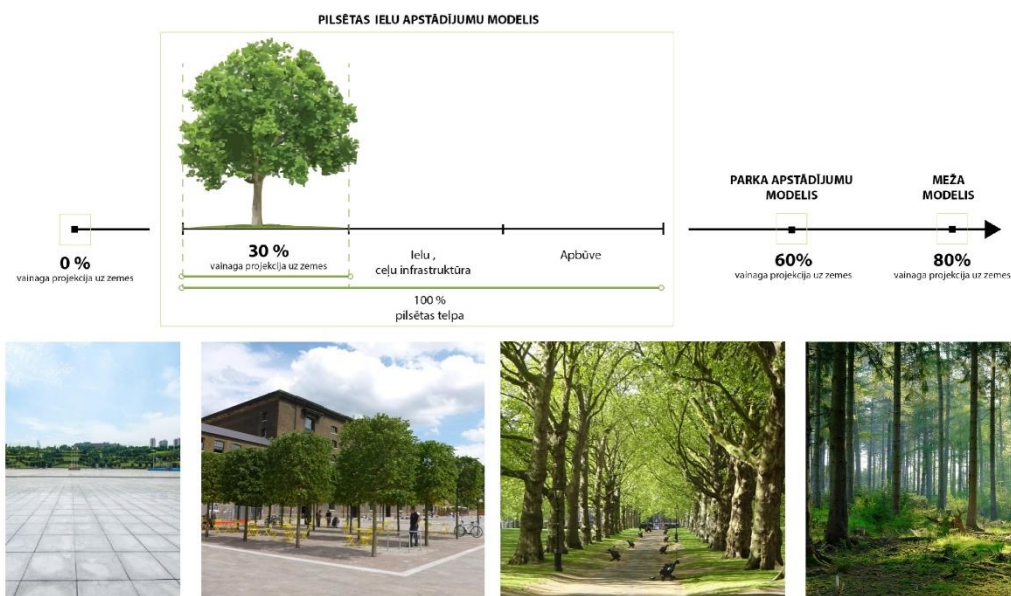 PILSĒTAS IELU APSTĀDĪJUMU MODELIS
PARKA APSTĀDĪJUMU
MODELIS
MEŽA
MODELIS
0 %
vainaga projekcija uz zemes
30 %
vainaga projekcija uz zemes
Ielu ,
ceļu infrastruktūra
Apbūve
60%
vainaga projekcija uz zemes
80%
vainaga projekcija uz zemes
100 %
pilsētas telpa